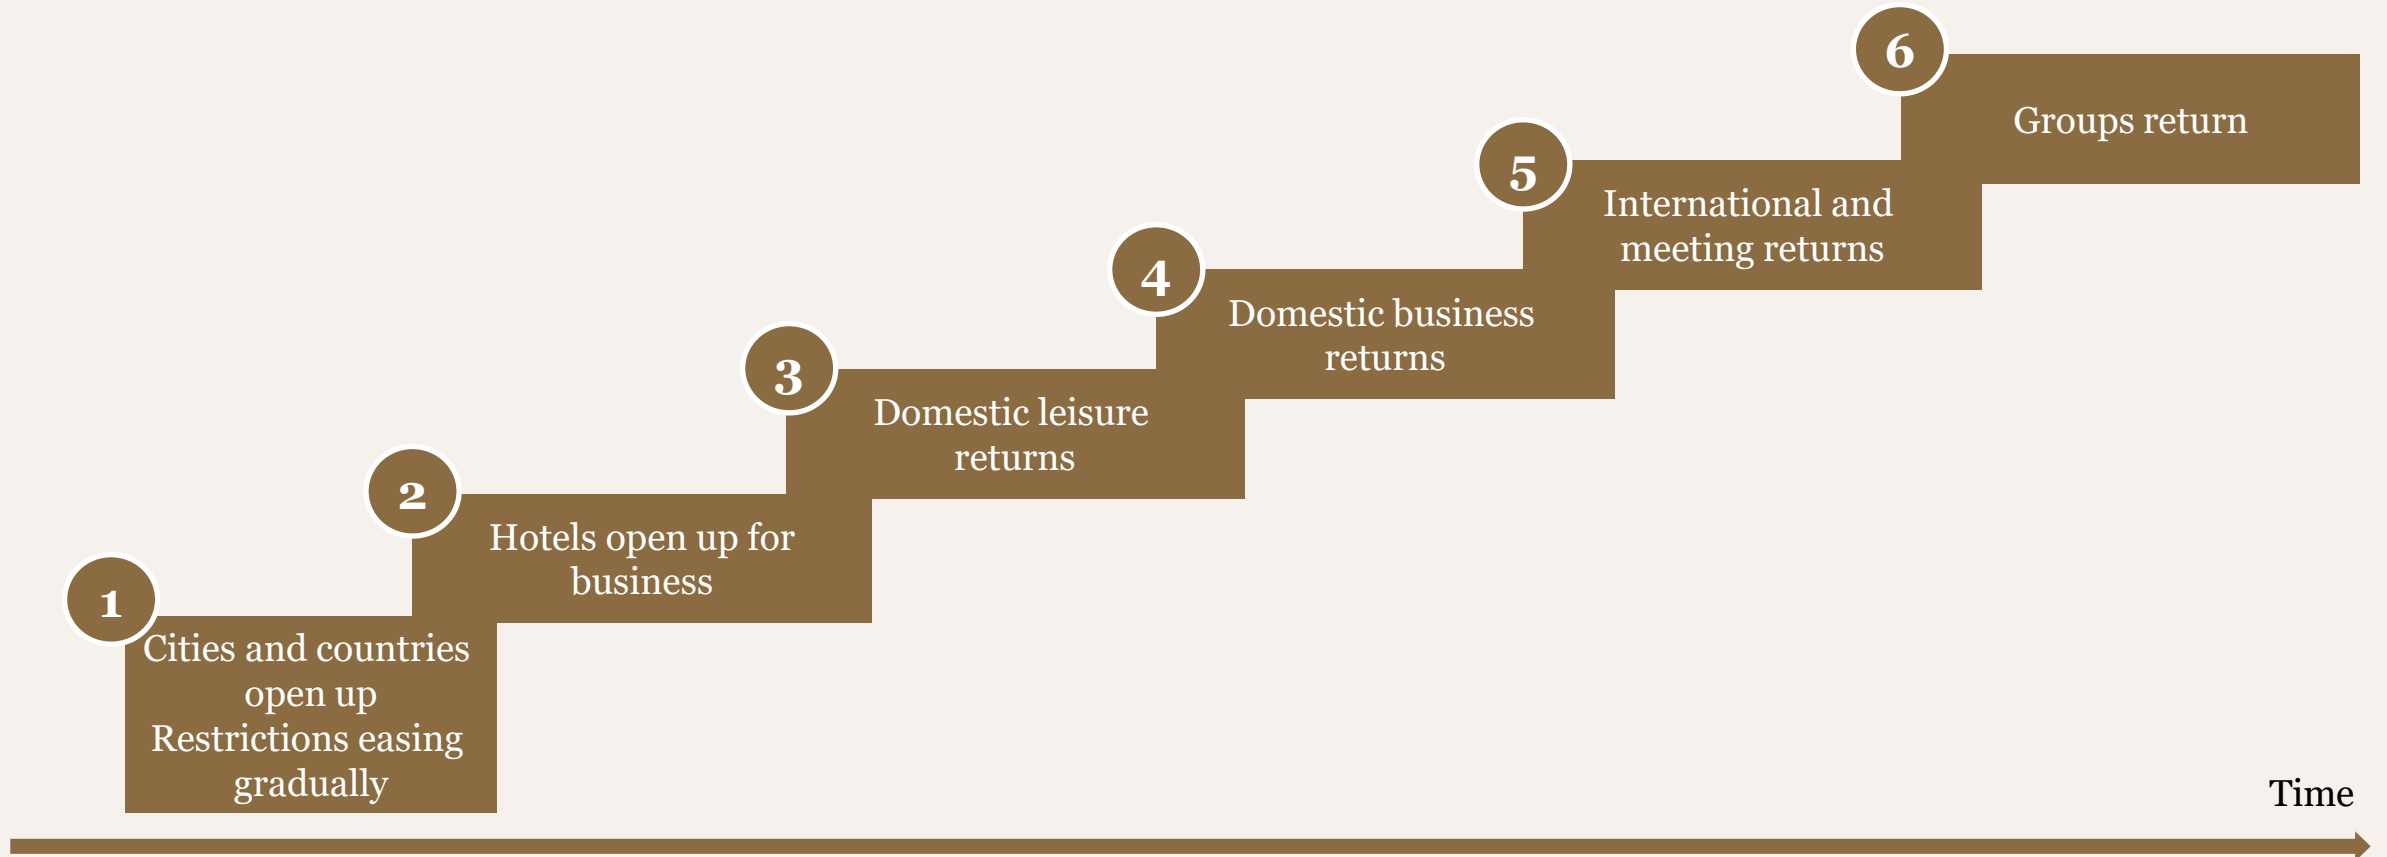 1
Cities and countries
open up
Restrictions easing
gradually
2
Hotels open up for
business
3
Domestic leisure
returns
4
Domestic business
returns
5
International and
meeting returns
6
Groups return
Time